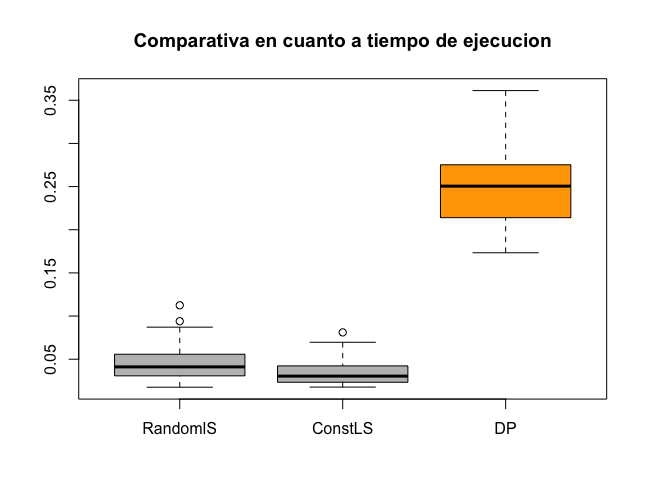 Comparativa en cuanto a tiempo de ejecucion
0.35
0.25
0.15
0.05
RandomlS
ConstLS
DP